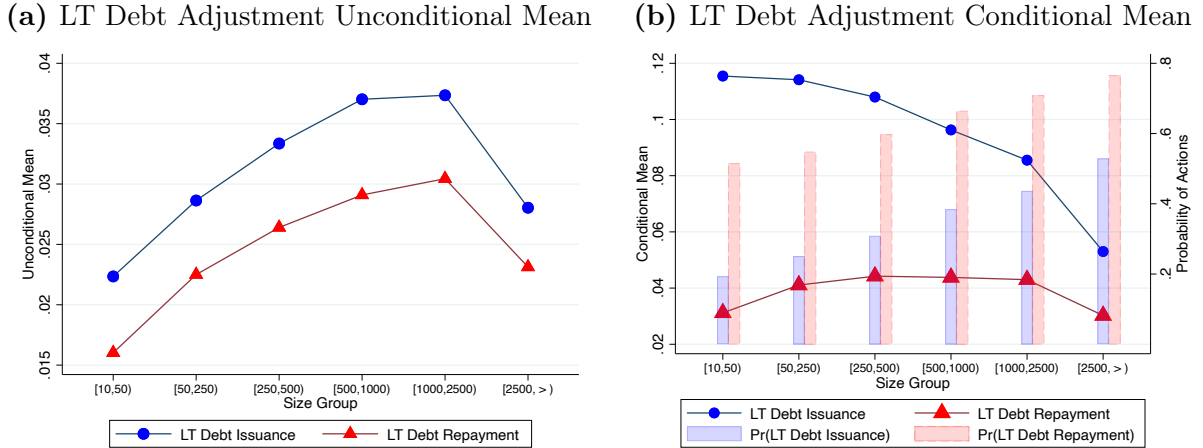 (a) LT Debt Adjustment Unconditional Mean
Unconditional Mean
.04
.035
.03
.025
.02
.015
[10,50)
[50,250)
[250,500)
[500,1000)
[1000,2500)
[2500, > )
Size Group
LT Debt Issuance
LT Debt Repayment
(b) LT Debt Adjustment Conditional Mean
Conditional Mean
.12
.1
.08
.06
.04
.02
Probability of Actions
.8
.6
.4
.2
[10,50)
[50,250)
[250,500)
[500,1000)
[1000,2500)
[2500, > )
Size Group
LT Debt Issuance
LT Debt Repayment
Pr(LT Debt Issuance)
Pr(LT Debt Repayment)